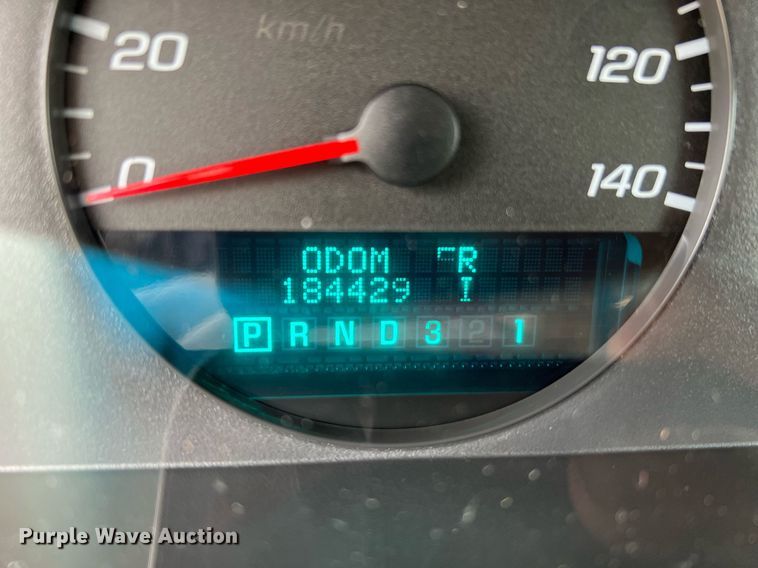 km/h
20
120
0
140
ODOM R
184429 I
P R N D 3 2 1
Purple Wave Auction